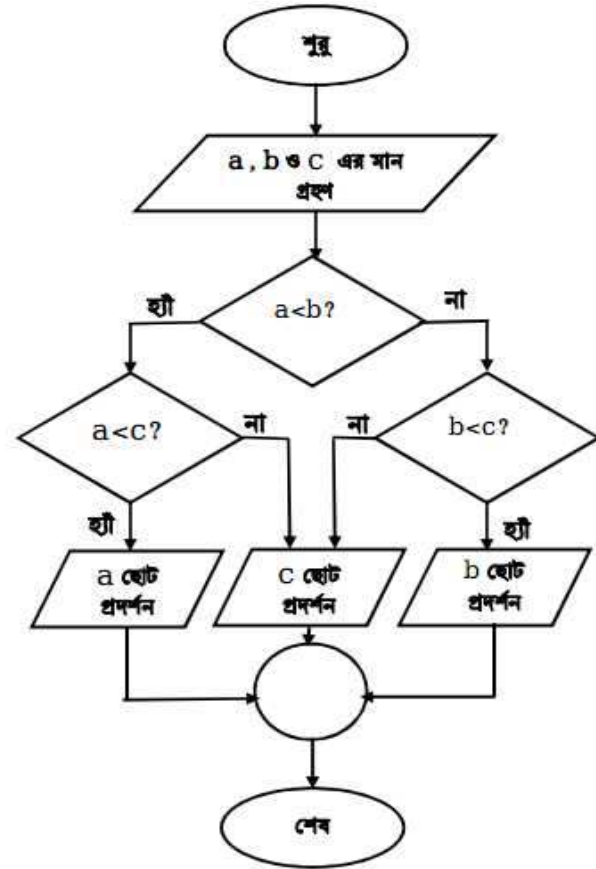 শুরু
a, b ও c এর মান
গ্রহণ
a<b?
হ্যাঁ
না
a<c?
না
না
b<c?
হ্যাঁ
হ্যাঁ
a ছোট
প্রদর্শন
c ছোট
প্রদর্শন
b ছোট
প্রদর্শন
শেষ